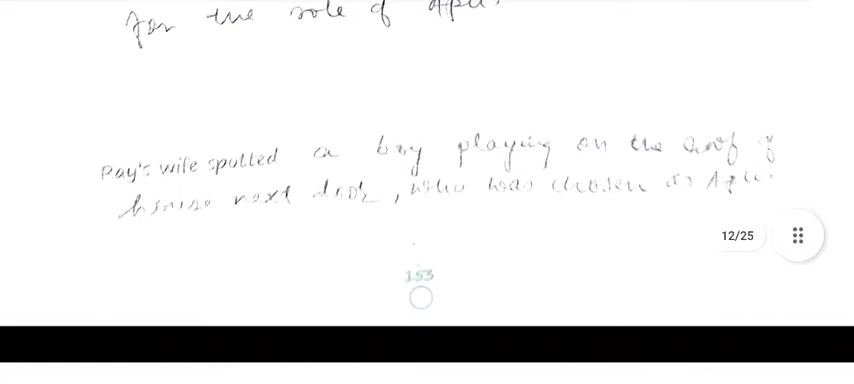 for the role of Apu.
Ray's wife spotted a boy playing on the roof of
house next door, who was chosen as Apu.
12/25
153